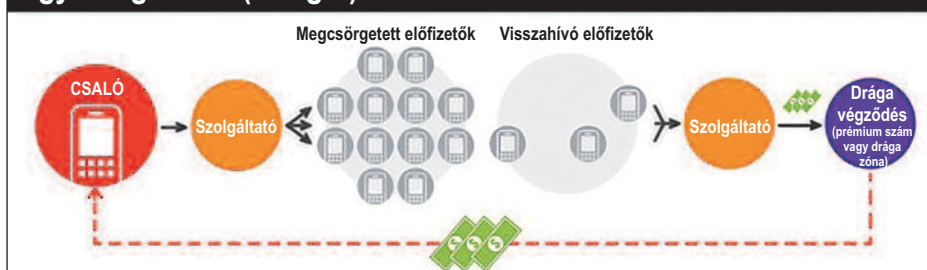 Megcsörgetett előfizetők
Visszahívó előfizetők
CSALÓ
Szolgáltató
Szolgáltató
Drága
végződés
(prémium szám
vagy drága
zóna)